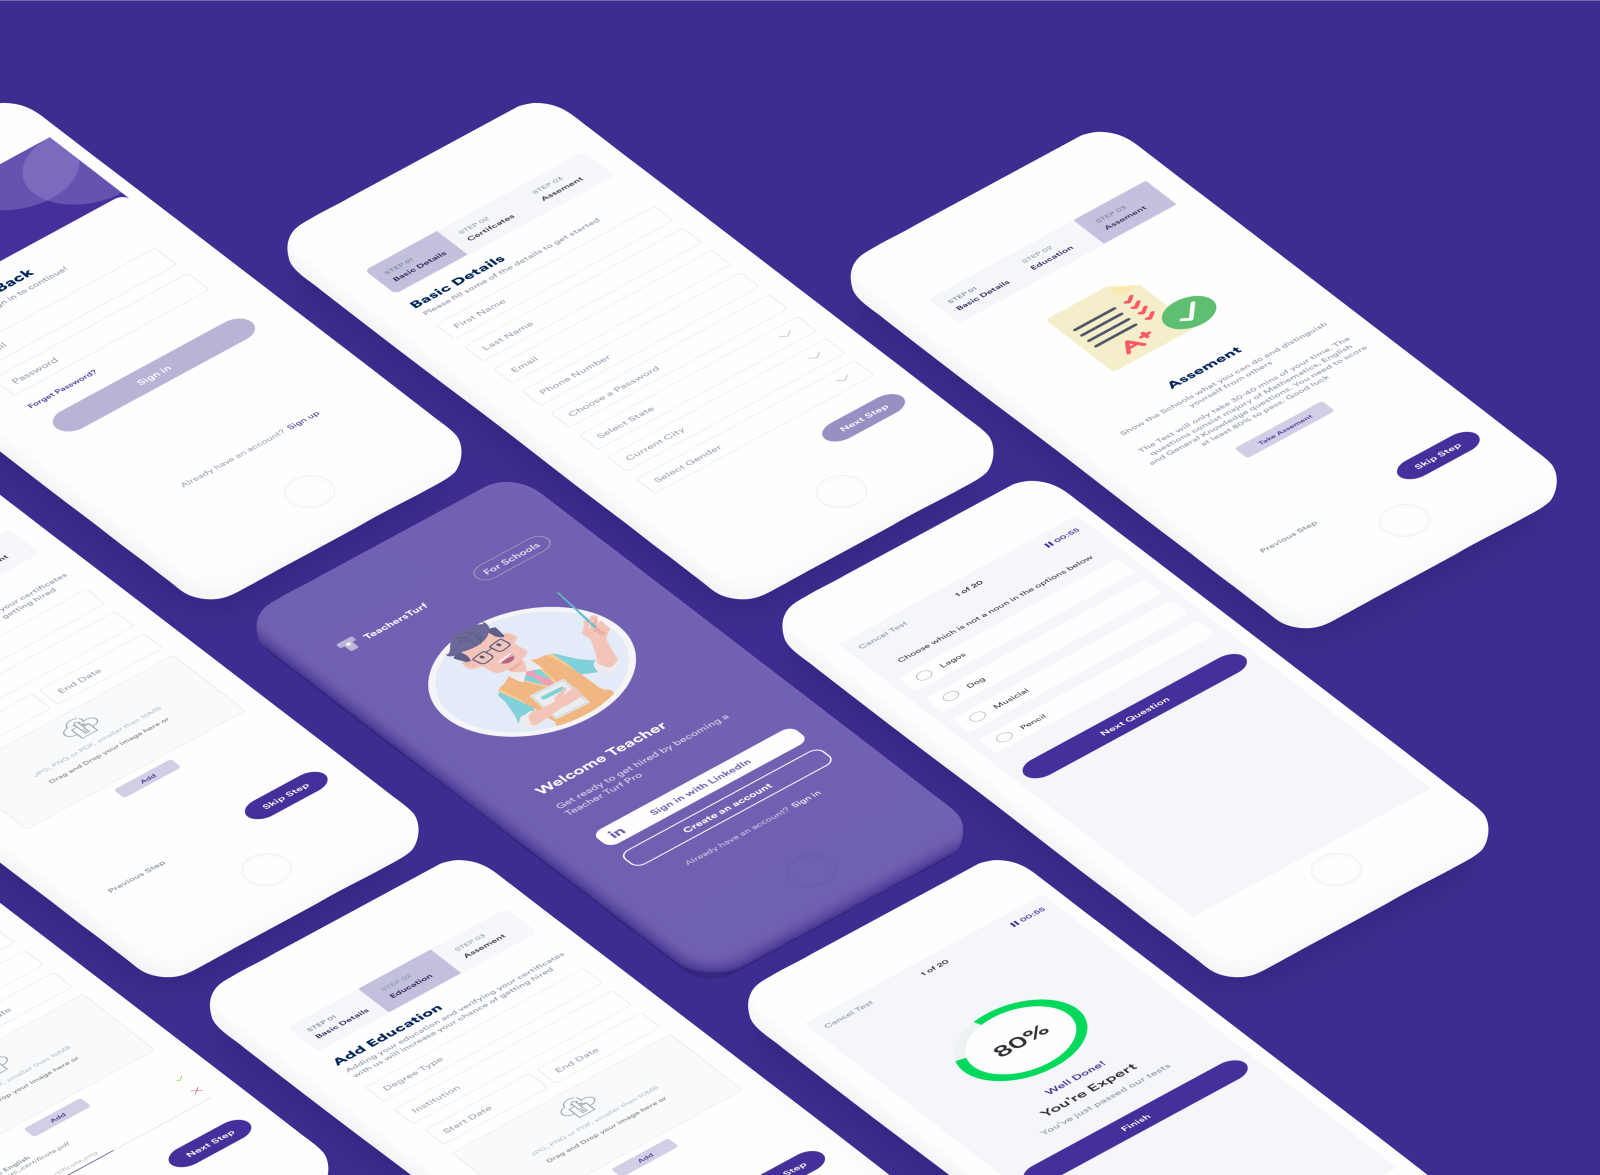 Back
in to continue!
Password
Forget Password?
Sign in
Already have an account? Sign up
STEP 01
Basic Details
STEP 02
Certifcates
STEP 03
Assement
Basic Details
Please fill some of the details to get started
First Name
Last Name
Email
Phone Number
Choose a Password
Select State
Current City
Select Gender
Next Step
STEP 01
Basic Details
STEP 02
Education
STEP 03
Assement
A+
Assement
Show the Schools what you can do and distinguish
yourself from others
The Test will only take 30-40 mins of your time. The
questions consist majory of Mathematics, English
and General Knowledge questions. You need to score
at least 80% to pass. Good luck
Take Assement
Skip Step
Previous Step
your certificates
getting hired
End Date
JPG, PNG or PDF, smaller than 10MB
Drag and Drop your image here or
Add
Skip Step
Previous Step
For Schools
TeachersTurf
Welcome Teacher
Get ready to get hired by becoming a
Teacher Turf Pro
in Sign in with LinkedIn
Create an account
Already have an account? Sign in
00:55
1 of 20
Cancel Test
Choose which is not a noun in the options below
Lagos
Dog
Musicial
Pencil
Next Question
smaller than 10MB
your image here or
Add
English
certificate.pdf
Next Step
STEP 01
Basic Details
STEP 02
Education
STEP 03
Assement
Add Education
Adding your education and verifying your certificates
with us will increase your chance of getting hired
Degree Type
Institution
Start Date
End Date
JPG, PNG or PDF, smaller than 10MB
Drag and Drop your image here or
Add
Step
00:55
1 of 20
Cancel Test
80%
Well Done!
You're Expert
You've just passed our tests
Finish